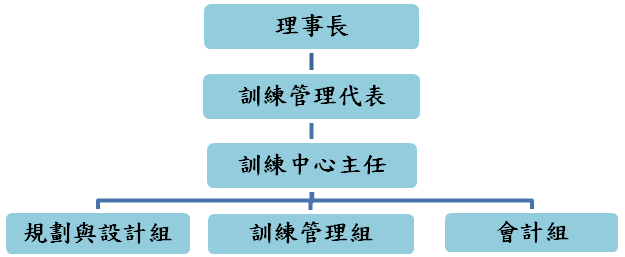 理事長
訓練管理代表
訓練中心主任
規劃與設計組
訓練管理組
會計組